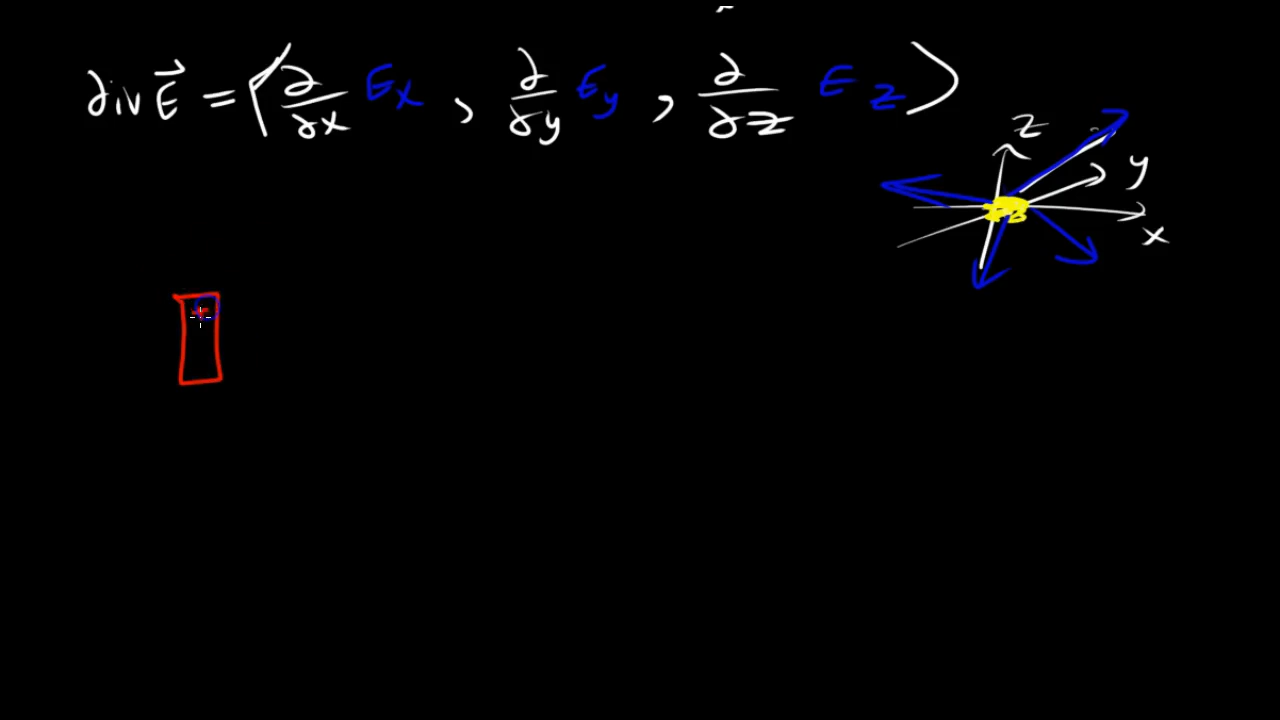 div E⃗ = ⟨ ∂/∂x Ex , ∂/∂y Ey , ∂/∂z Ez ⟩
z
y
x
+